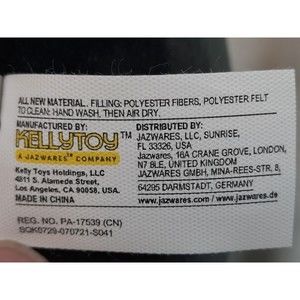 ALL NEW MATERIAL. FILLING: POLYESTER FIBERS, POLYESTER FELT
TO CLEAN: HAND WASH, THEN AIR DRY.
MANUFACTURED BY:
KELLYTOY™
A JAZWARES COMPANY
Kelly Toys Holdings, LLC
4811 S. Alameda Street,
Los Angeles, CA 90058, USA.
MADE IN CHINA
DISTRIBUTED BY:
JAZWARES, LLC, SUNRISE,
FL 33326, USA
Jazwares, 16A CRANE GROVE, LONDON,
N7 8LE, UNITED KINGDOM
JAZWARES GMBH, MINA-REES-STR. 8,
64295 DARMSTADT, GERMANY
www.jazwares.com / www.jazwares.de
REG. NO. PA-17539 (CN)
SQK0729-070721-S041